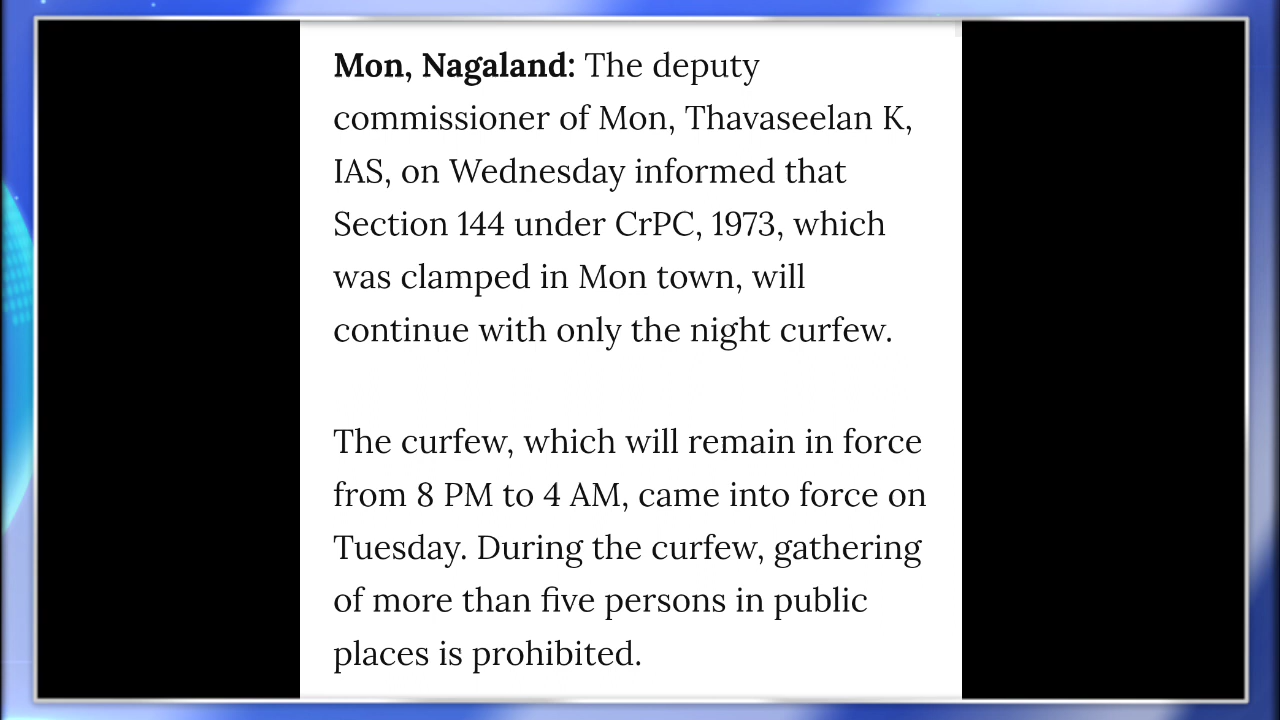 Mon, Nagaland: The deputy
commissioner of Mon, Thavaseelan K,
IAS, on Wednesday informed that
Section 144 under CrPC, 1973, which
was clamped in Mon town, will
continue with only the night curfew.
The curfew, which will remain in force
from 8 PM to 4 AM, came into force on
Tuesday. During the curfew, gathering
of more than five persons in public
places is prohibited.